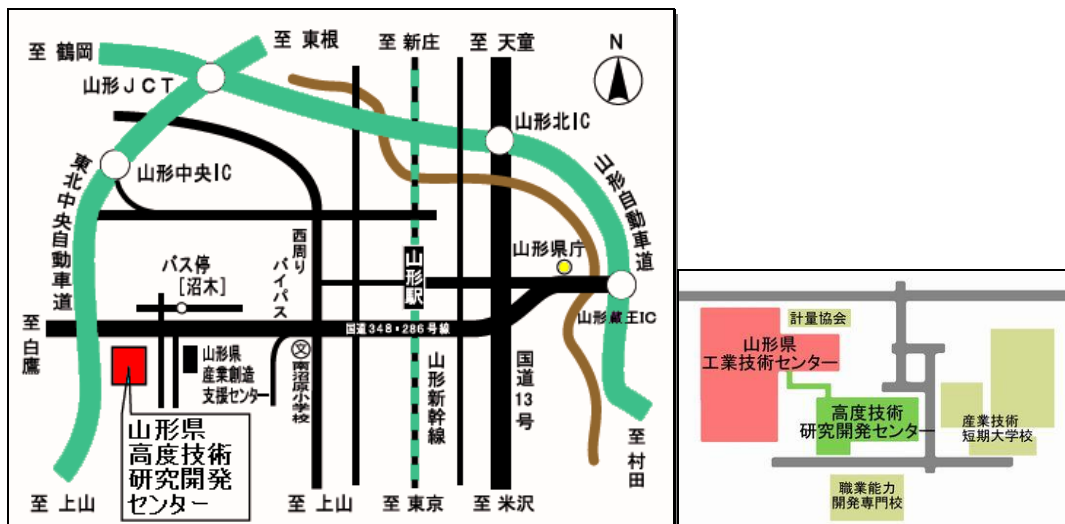 至 鶴岡
至 東根
至 新庄
至 天童
N
山形JCT
山形北IC
山形中央IC
東北中央自動車道
山形自動車道
西周り
バイパス
バス停
[沼木]
山形駅
山形県庁
山形蔵王IC
至 白鷹
国道348・286号線
山形県
産業創造
支援センター
文
南沼原小学校
山形新幹線
国道13号
山形県
高度技術
研究開発
センター
至 村田
至 上山
至 上山
至 東京
至 米沢
計量協会
山形県
工業技術センター
高度技術
研究開発センター
産業技術
短期大学校
職業能力
開発専門校